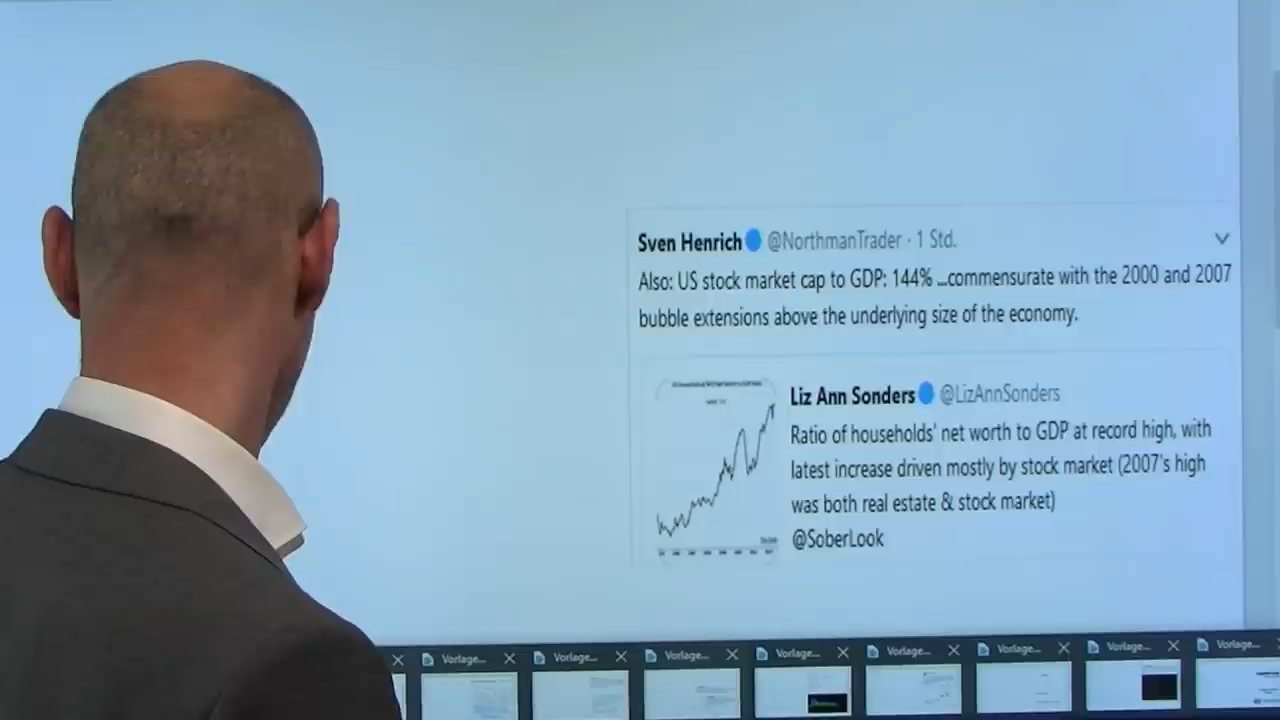 Sven Henrich @NorthmanTrader · 1 Std.
Also: US stock market cap to GDP: 144% ...commensurate with the 2000 and 2007
bubble extensions above the underlying size of the economy.
Liz Ann Sonders @LizAnnSonders
Ratio of households' net worth to GDP at record high, with
latest increase driven mostly by stock market (2007's high
was both real estate & stock market)
@SoberLook
Vorlage... Vorlage... Vorlage... Vorlage... Vorlage... Vorlage... Vorlage... Vorlage...